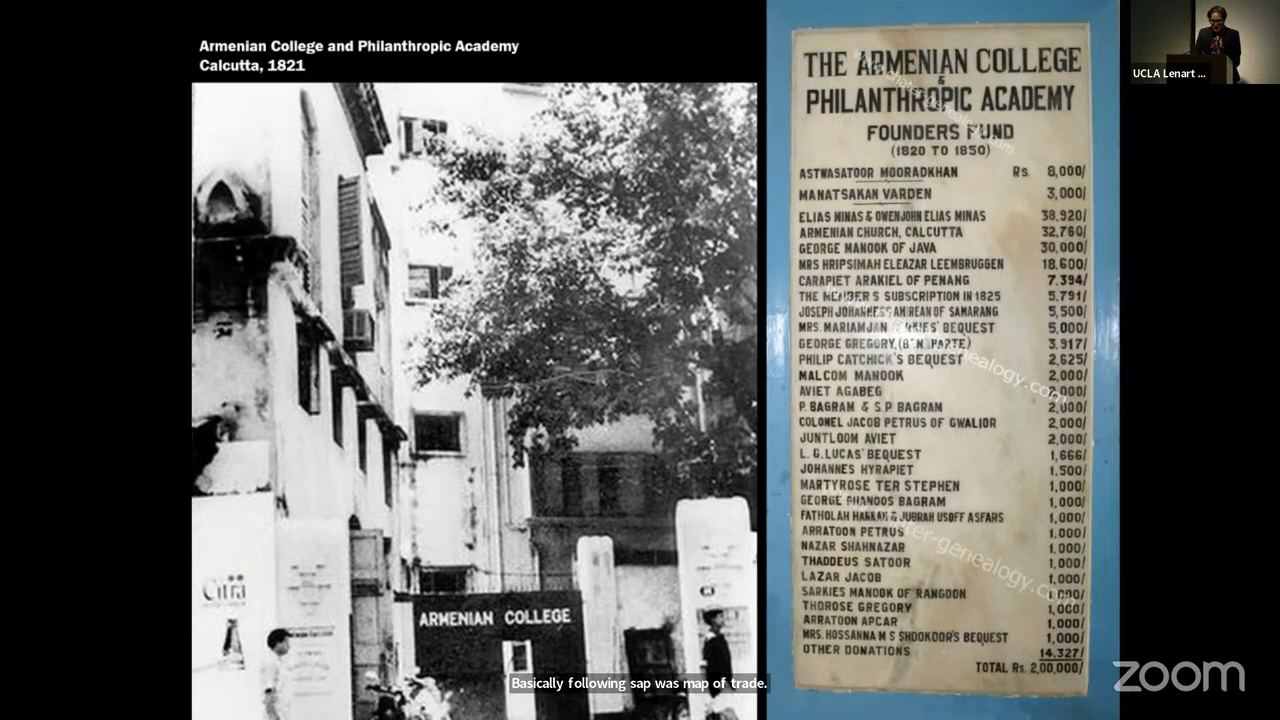 Armenian College and Philanthropic Academy
Calcutta, 1821
Citra
ARMENIAN COLLEGE
THE ARMENIAN COLLEGE
&
PHILANTHROPIC ACADEMY
FOUNDERS FUND
(1820 TO 1850)
ASTWASATOOR MOORADKHAN Rs. 8,000/
MANATSAKAN VARDEN 3,000/
ELIAS MINAS & OWENJOHN ELIAS MINAS 38,920/
ARMENIAN CHURCH, CALCUTTA 32,760/
GEORGE MANOOK OF JAVA 30,000/
MRS HRIPSIMAH ELEAZAR LEEMBRUGGEN 18,600/
CARAPIET ARAKIEL OF PENANG 7,394/
THE MEMBERS SUBSCRIPTION IN 1825 5,791/
JOSEPH JOHANNESS AMREAN OF SAMARANG 5,500/
MRS. MARIAMJAN BEQUEST 5,000/
GEORGE GREGORY, 3,917/
PHILIP CATCHICK'S BEQUEST 2,625/
MALCOM MANOOK 2,000/
AVIET AGABEG 2,000/
P. BAGRAM & S.P BAGRAM 2,000/
COLONEL JACOB PETRUS OF GWALIOR 2,000/
JUNTLOOM AVIET 2,000/
L. G. LUCAS' BEQUEST 1,666/
JOHANNES HYRAPIET 1,500/
MARTYROSE TER STEPHEN 1,000/
GEORGE PHANOOS BAGRAM 1,000/
FATHOLAH & JUBRAH USOFF ASFARS 1,000/
ARRATOON PETRUS 1,000/
NAZAR SHAHNAZAR 1,000/
THADDEUS SATOOR 1,000/
LAZAR JACOB 1,000/
SARKIES MANOOK OF RANGOON 1,000/
THOROSE GREGORY 1,000/
ARRATOON APCAR 1,000/
MRS. HOSSANNA M S SHOOKOOR'S BEQUEST 1,000/
OTHER DONATIONS 14,327/
TOTAL Rs. 2,00,000/
UCLA Lenart ...
Basically following sap was map of trade.
zoom